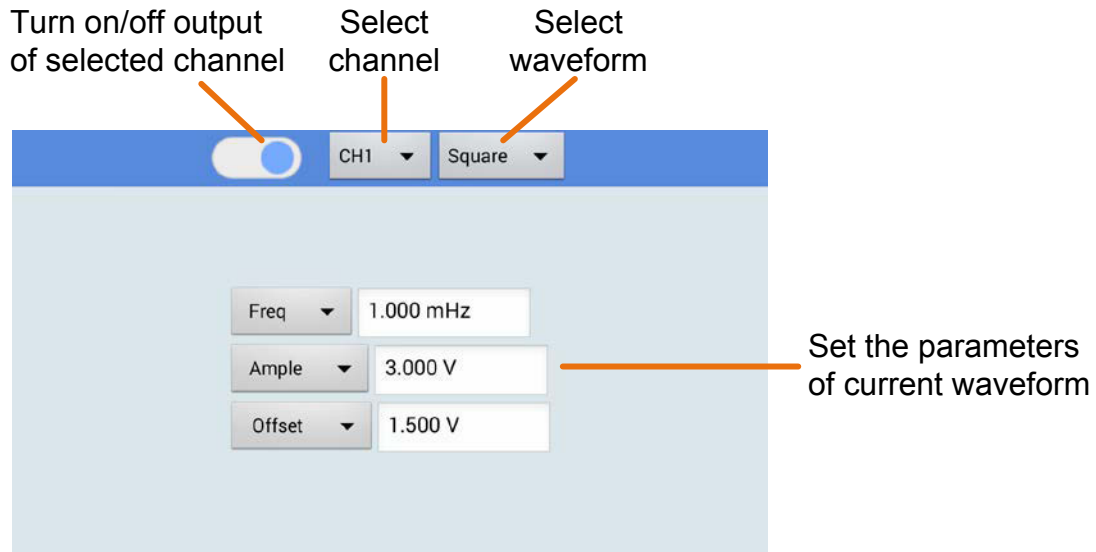 Turn on/off output
of selected channel
Select
channel
Select
waveform
CH1
Square
Freq
1.000 mHz
Ample
3.000 V
Offset
1.500 V
Set the parameters
of current waveform